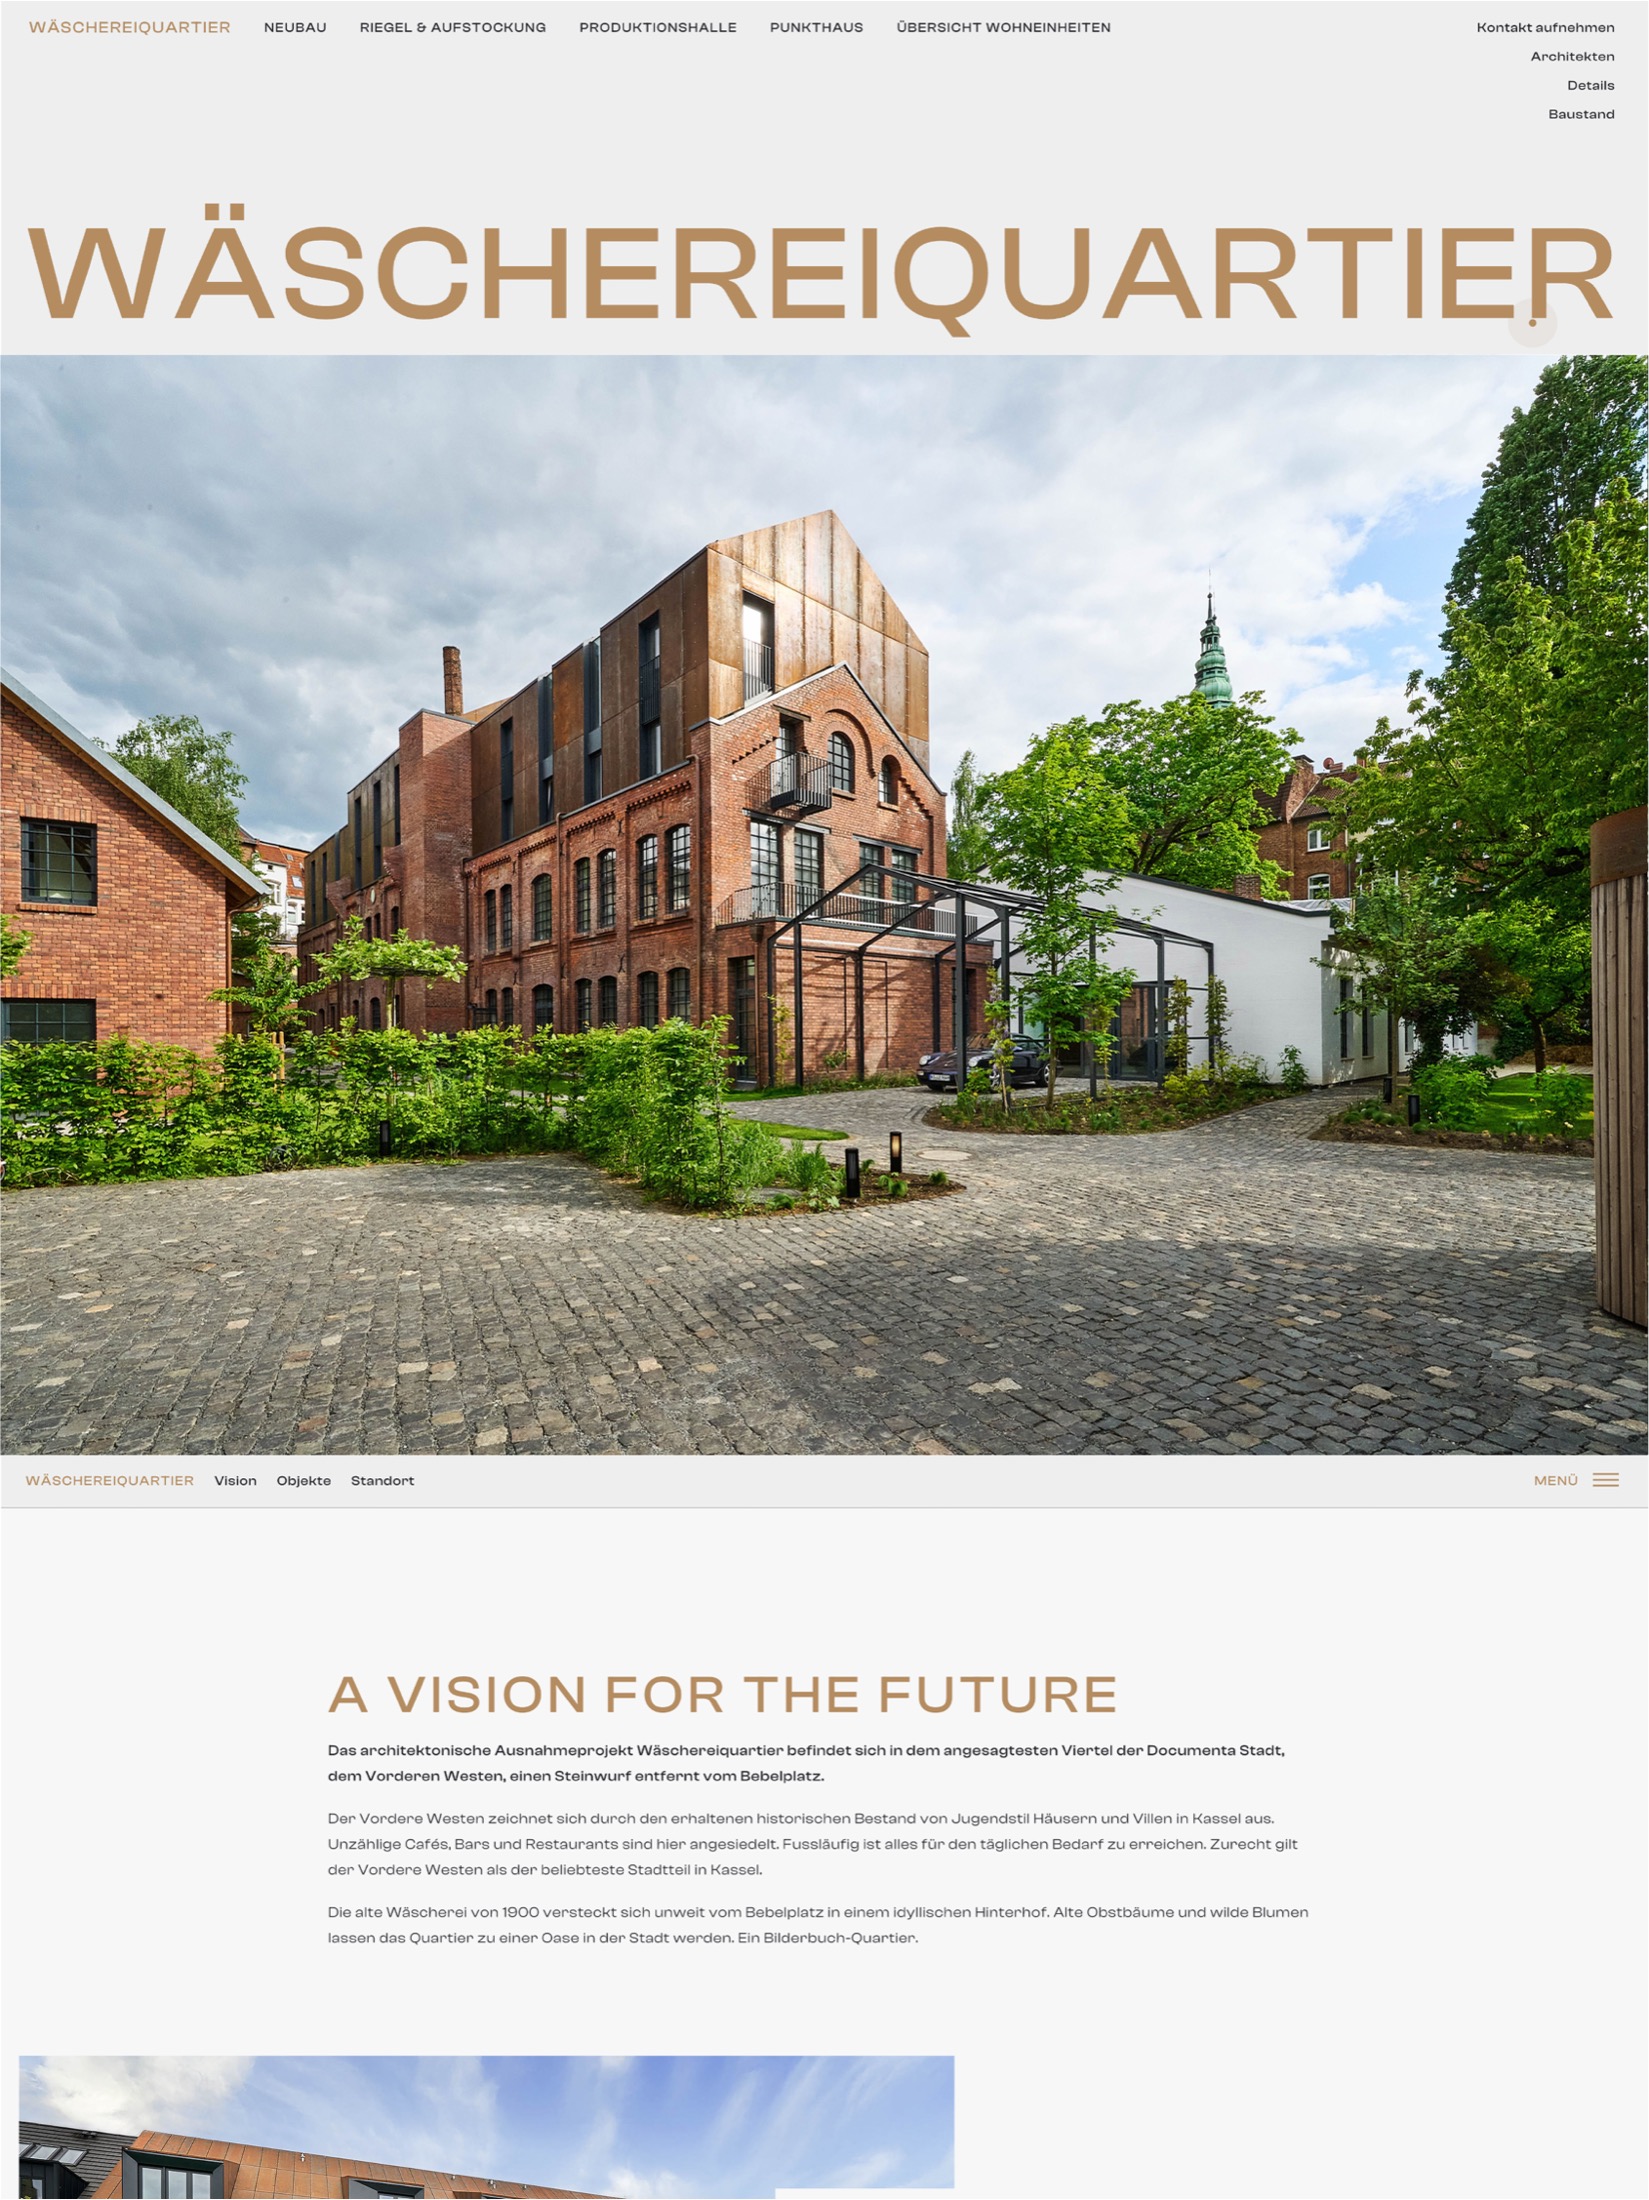 WÄSCHEREIQUARTIER NEUBAU RIEGEL & AUFSTOCKUNG PRODUKTIONSHALLE PUNKTHAUS ÜBERSICHT WOHNEINHEITEN
Kontakt aufnehmen
Architekten
Details
Baustand
WÄSCHEREIQUARTIER
WÄSCHEREIQUARTIER Vision Objekte Standort MENÜ
A VISION FOR THE FUTURE
Das architektonische Ausnahmeprojekt Wäschereiquartier befindet sich in dem angesagtesten Viertel der Documenta Stadt,
dem Vorderen Westen, einen Steinwurf entfernt vom Bebelplatz.
Der Vordere Westen zeichnet sich durch den erhaltenen historischen Bestand von Jugendstil Häusern und Villen in Kassel aus.
Unzählige Cafés, Bars und Restaurants sind hier angesiedelt. Fussläufig ist alles für den täglichen Bedarf zu erreichen. Zurecht gilt
der Vordere Westen als der beliebteste Stadtteil in Kassel.
Die alte Wäscherei von 1900 versteckt sich unweit vom Bebelplatz in einem idyllischen Hinterhof. Alte Obstbäume und wilde Blumen
lassen das Quartier zu einer Oase in der Stadt werden. Ein Bilderbuch-Quartier.